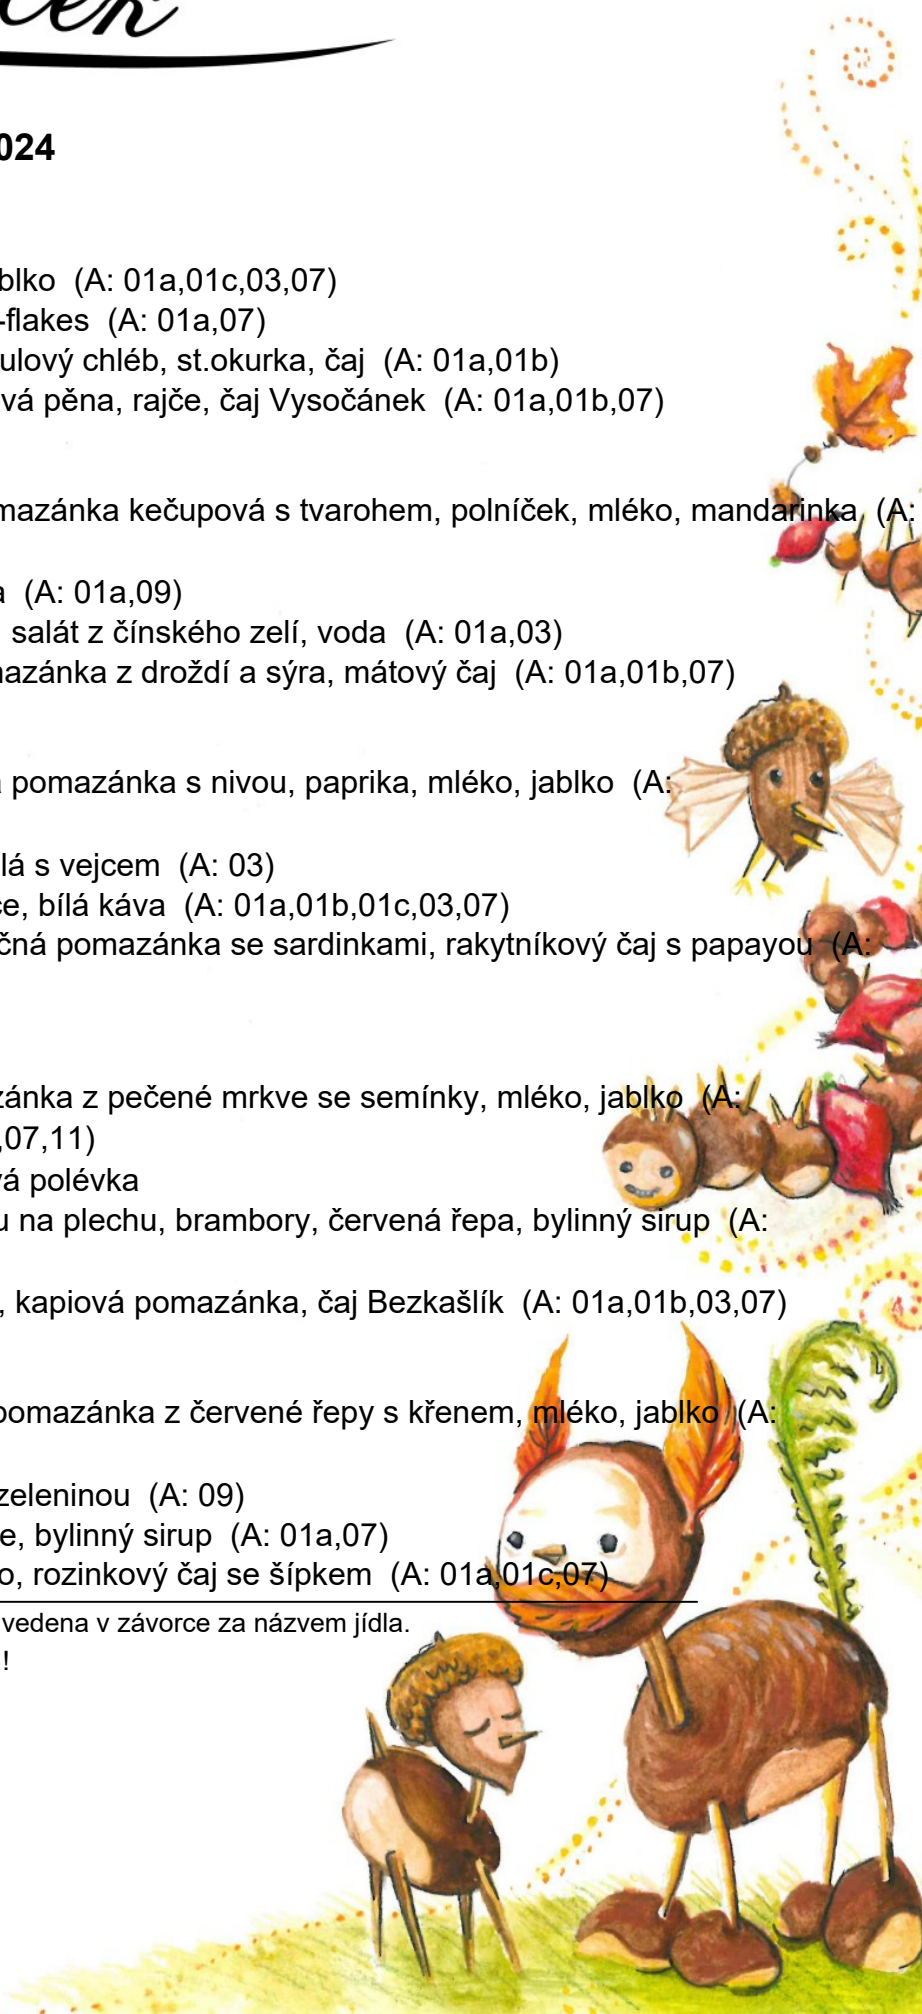 ček
024
blko (A: 01a,01c,03,07)
-flakes (A: 01a,07)
ulový chléb, st.okurka, čaj (A: 01a,01b)
vá pěna, rajče, čaj Vysočánek (A: 01a,01b,07)
mazánka kečupová s tvarohem, polníček, mléko, mandarinka (A:
a (A: 01a,09)
salát z čínského zelí, voda (A: 01a,03)
nazánka z droždí a sýra, mátový čaj (A: 01a,01b,07)
a pomazánka s nivou, paprika, mléko, jablko (A:
lá s vejcem (A: 03)
ce, bílá káva (A: 01a,01b,01c,03,07)
čná pomazánka se sardinkami, rakytníkový čaj s papayou (A:
zánka z pečené mrkve se semínky, mléko, jablko (A:
,07,11)
vá polévka
u na plechu, brambory, červená řepa, bylinný sirup (A:
, kapiová pomazánka, čaj Bezkašlík (A: 01a,01b,03,07)
pomazánka z červené řepy s křenem, mléko, jablko (A:
zeleninou (A: 09)
e, bylinný sirup (A: 01a,07)
o, rozinkový čaj se šípkem (A: 01a,01c,07)
vedena v závorce za názvem jídla.
!